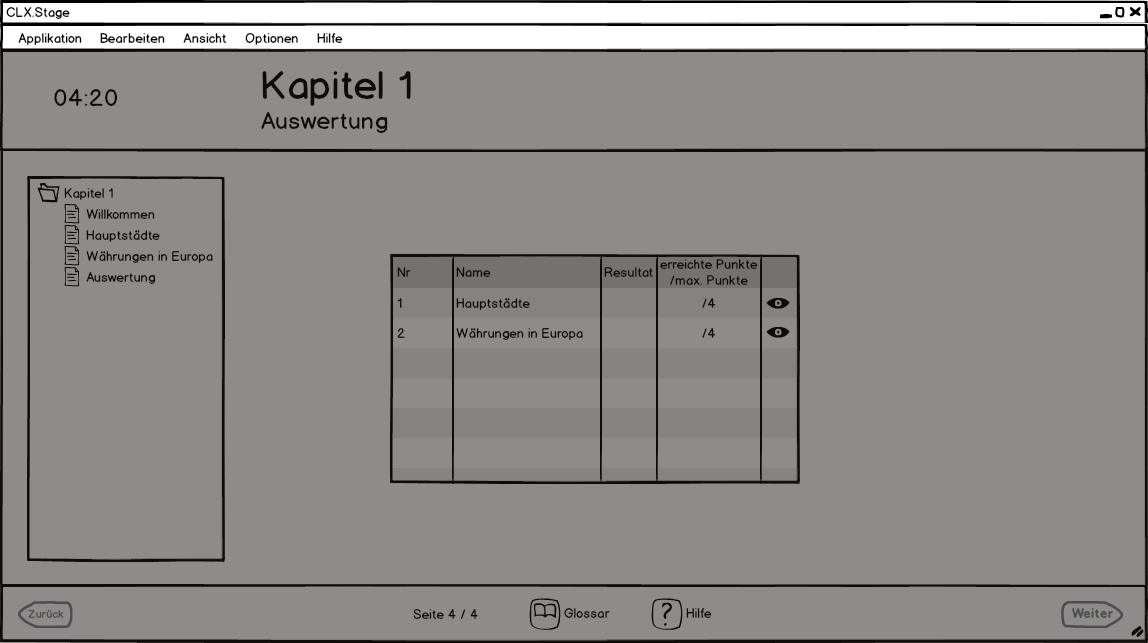 CLX.Stage
Applikation Bearbeiten Ansicht Optionen Hilfe
04:20
Kapitel 1
Auswertung
Kapitel 1
Willkommen
Hauptstädte
Währungen in Europa
Auswertung
Nr Name Resultat erreichte Punkte
/max. Punkte
1 Hauptstädte /4
2 Währungen in Europa /4
Zurück Seite 4 / 4 Glossar ? Hilfe Weiter